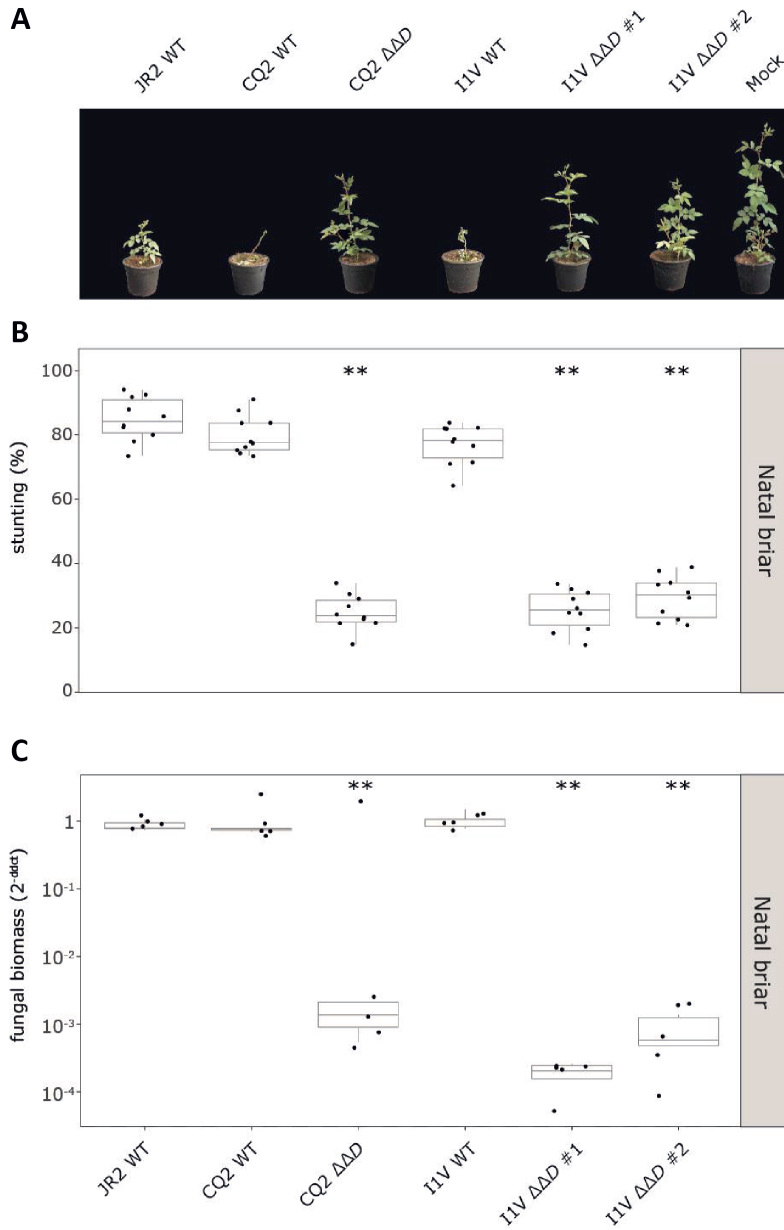 A
JR2 WT
CQ2 WT
CQ2 ΔΔD
I1V WT
I1V ΔΔD #1
I1V ΔΔD #2
Mock
B
100
80
60
40
20
0
stunting (%)
**
**
**
Natal briar
C
1
10⁻¹
10⁻²
10⁻³
10⁻⁴
fungal biomass (2⁻ᵈᵈᶜᵗ)
**
**
**
Natal briar
JR2 WT
CQ2 WT
CQ2 ΔΔD
I1V WT
I1V ΔΔD #1
I1V ΔΔD #2